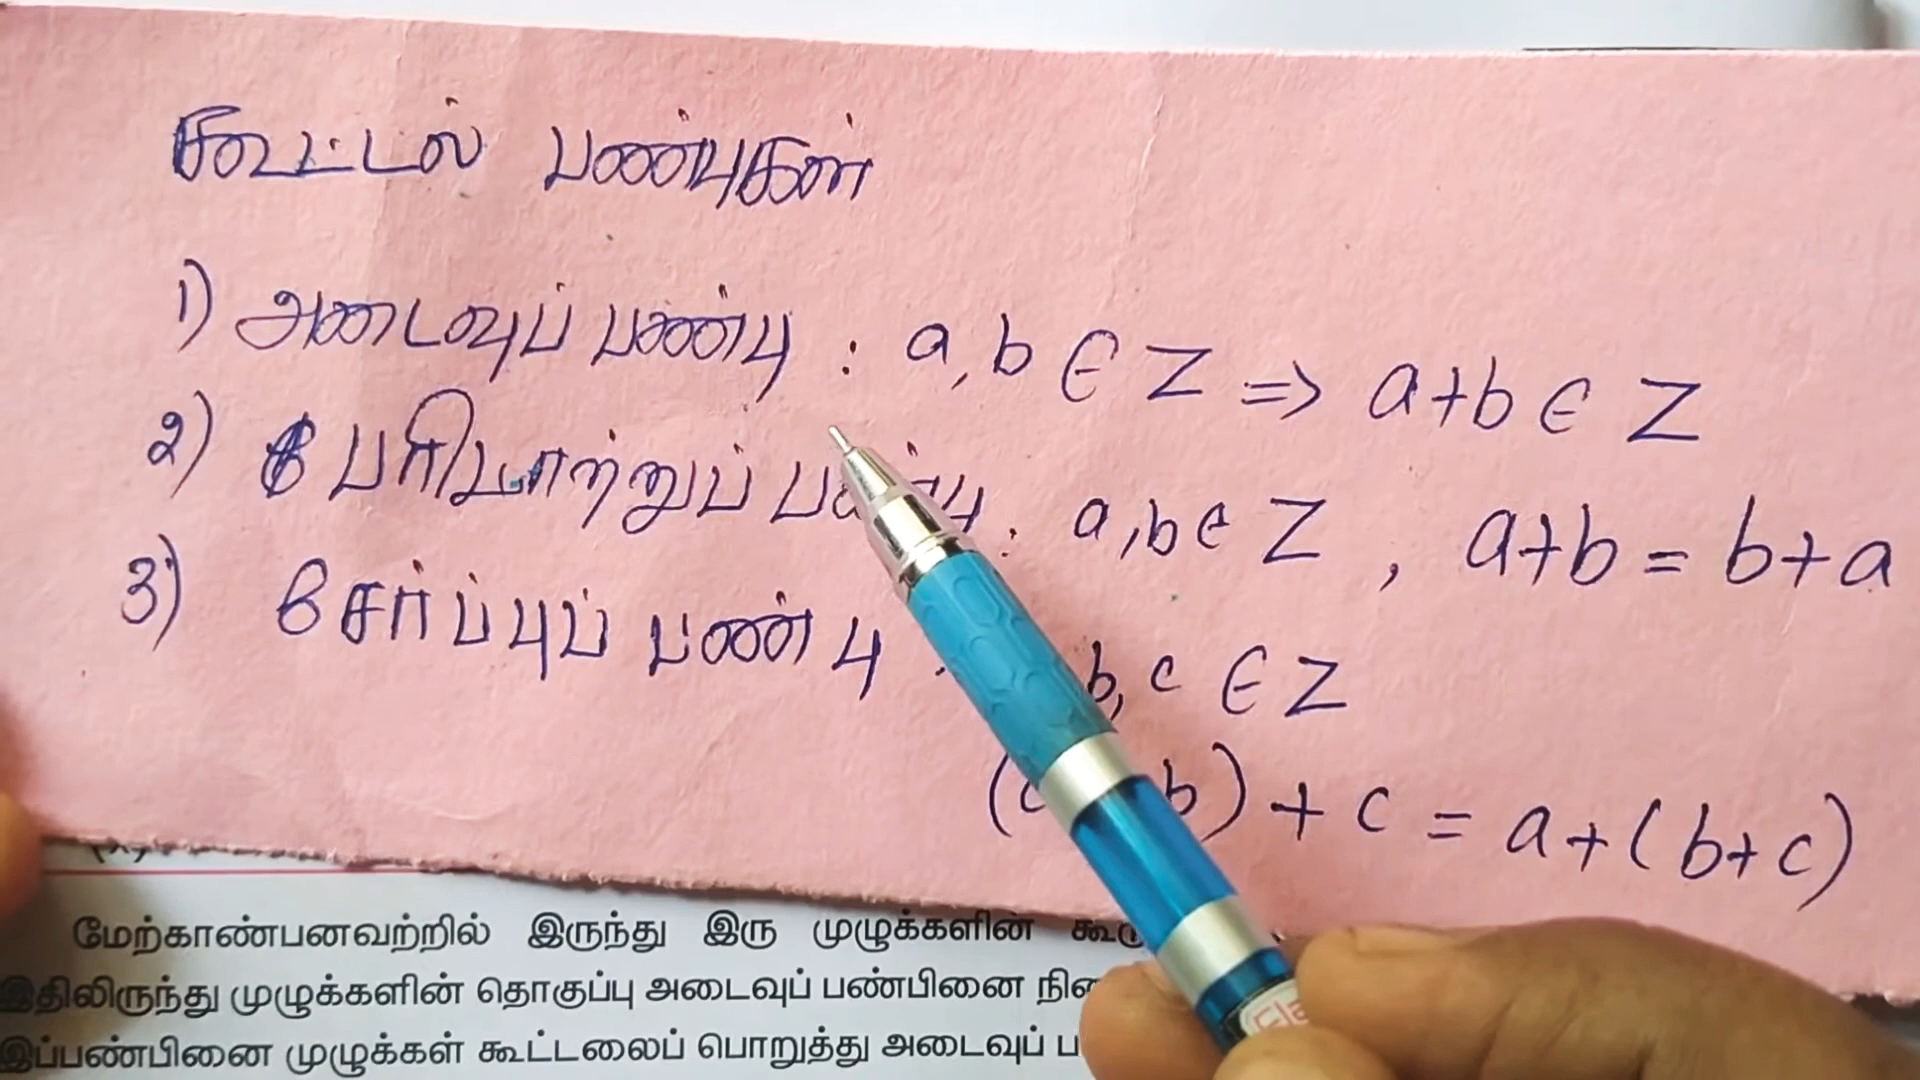 கூட்டல் பண்புகள்
1) அடைவுப் பண்பு : a, b ∈ Z ⇒ a+b ∈ Z
2) பரிமாற்றுப் பண்பு : a, b ∈ Z , a+b = b+a
3) சேர்ப்புப் பண்பு : b, c ∈ Z
( b) + c = a + (b+c)
மேற்காண்பனவற்றில் இருந்து இரு முழுக்களின்
இதிலிருந்து முழுக்களின் தொகுப்பு அடைவுப் பண்பினை
இப்பண்பினை முழுக்கள் கூட்டலைப் பொறுத்து அடைவுப்